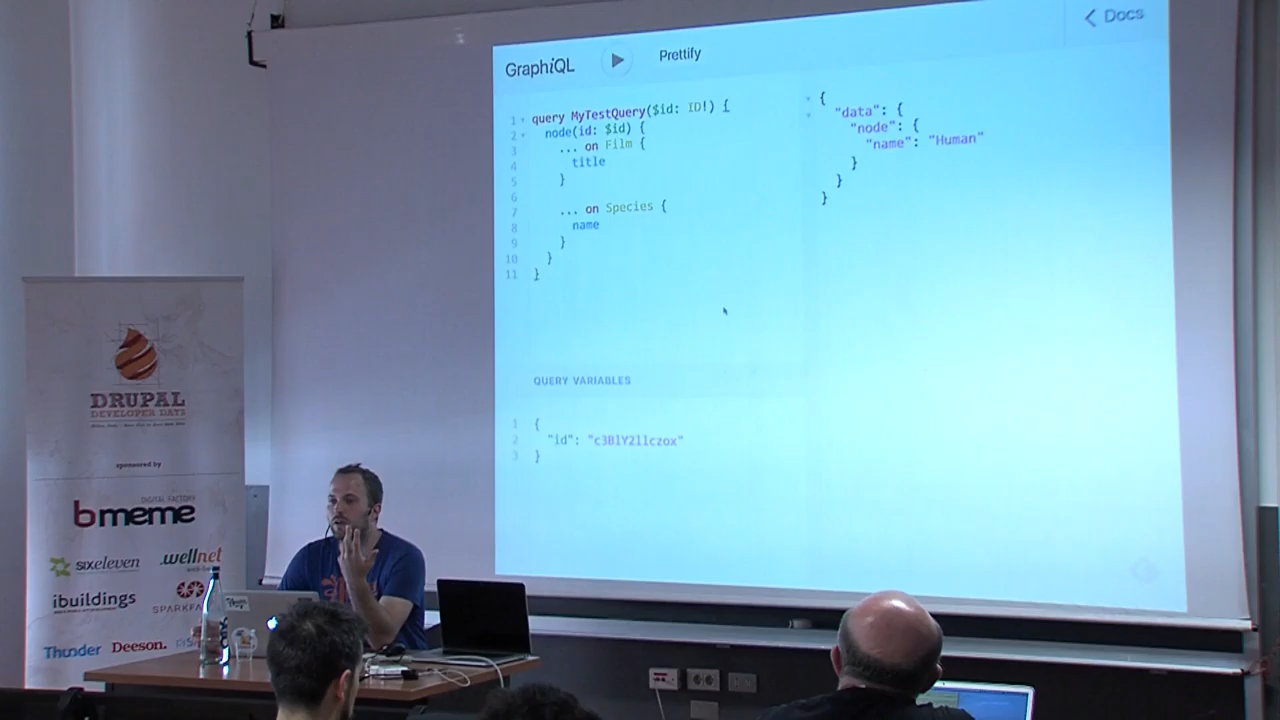 GraphiQL
Prettify
Docs
1 query MyTestQuery($id: ID!) {
2 node(id: $id) {
3 ... on Film {
4 title
5 }
6
7 ... on Species {
8 name
9 }
10 }
11 }
{
"data": {
"node": {
"name": "Human"
}
}
}
QUERY VARIABLES
1 {
2 "id": "c3BlY2llczox"
3 }
DRUPAL
DEVELOPER DAYS
sponsored by
DIGITAL FACTORY
bmeme
sixeleven
.wellnet
ibuildings
Thunder
Deeson.